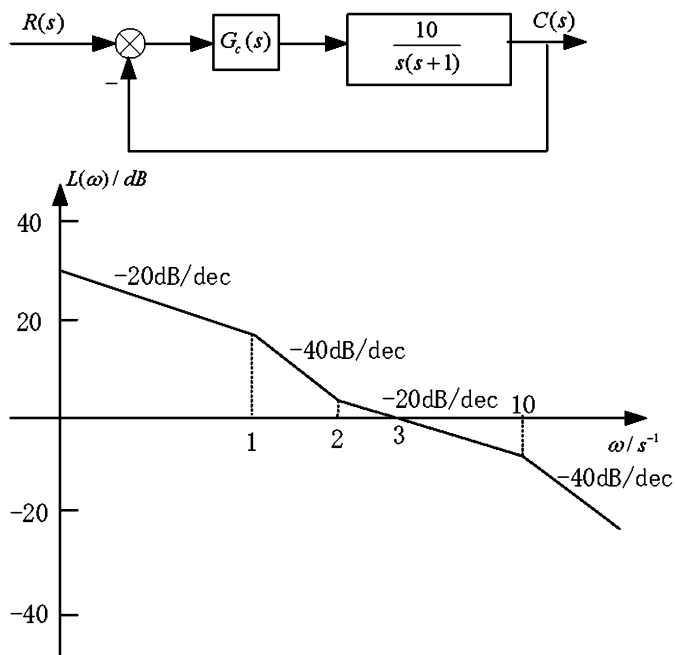 R(s)
C(s)
G_c(s)
10
s(s+1)
−
L(ω)/dB
40
-20dB/dec
20
-40dB/dec
-20dB/dec
10
1
2
3
ω/s⁻¹
-40dB/dec
-20
-40